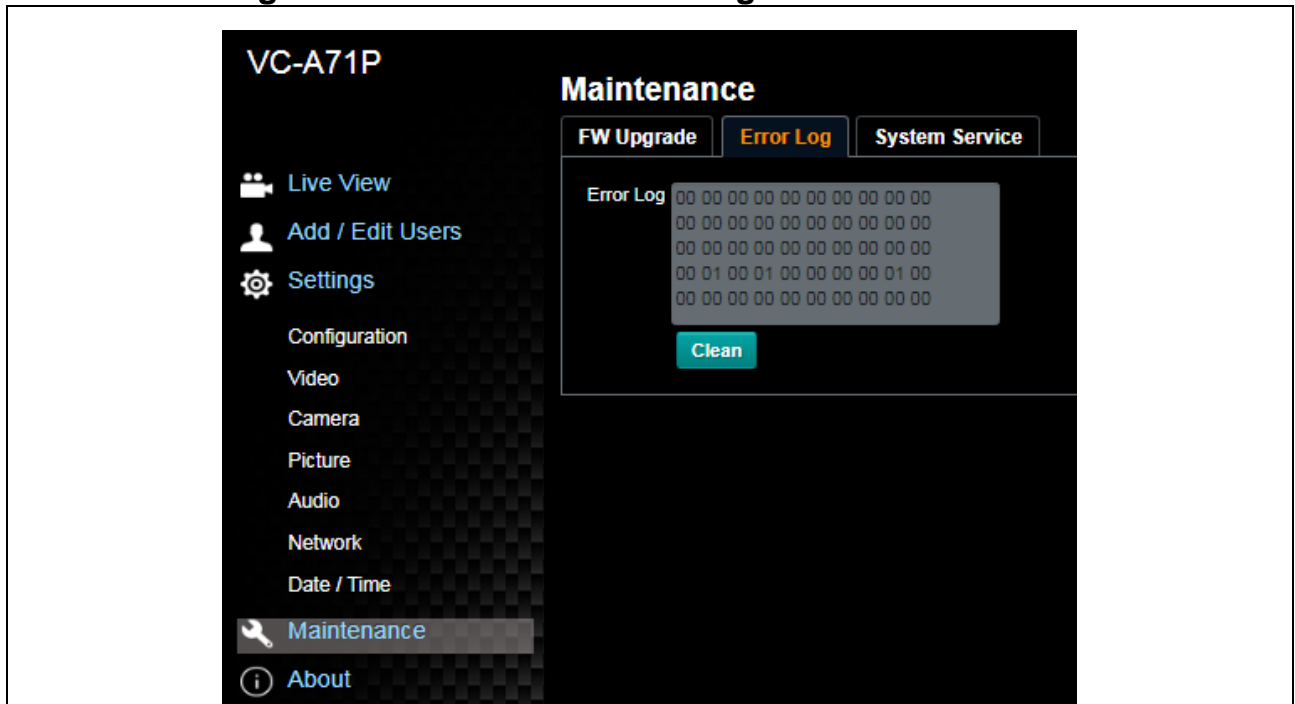 VC-A71P
Maintenance
FW Upgrade Error Log System Service
Live View
Add / Edit Users
Settings
Configuration
Video
Camera
Picture
Audio
Network
Date / Time
Maintenance
About
Error Log
00 00 00 00 00 00 00 00 00 00
00 00 00 00 00 00 00 00 00 00
00 00 00 00 00 00 00 00 00 00
00 01 00 01 00 00 00 00 01 00
00 00 00 00 00 00 00 00 00 00
Clean